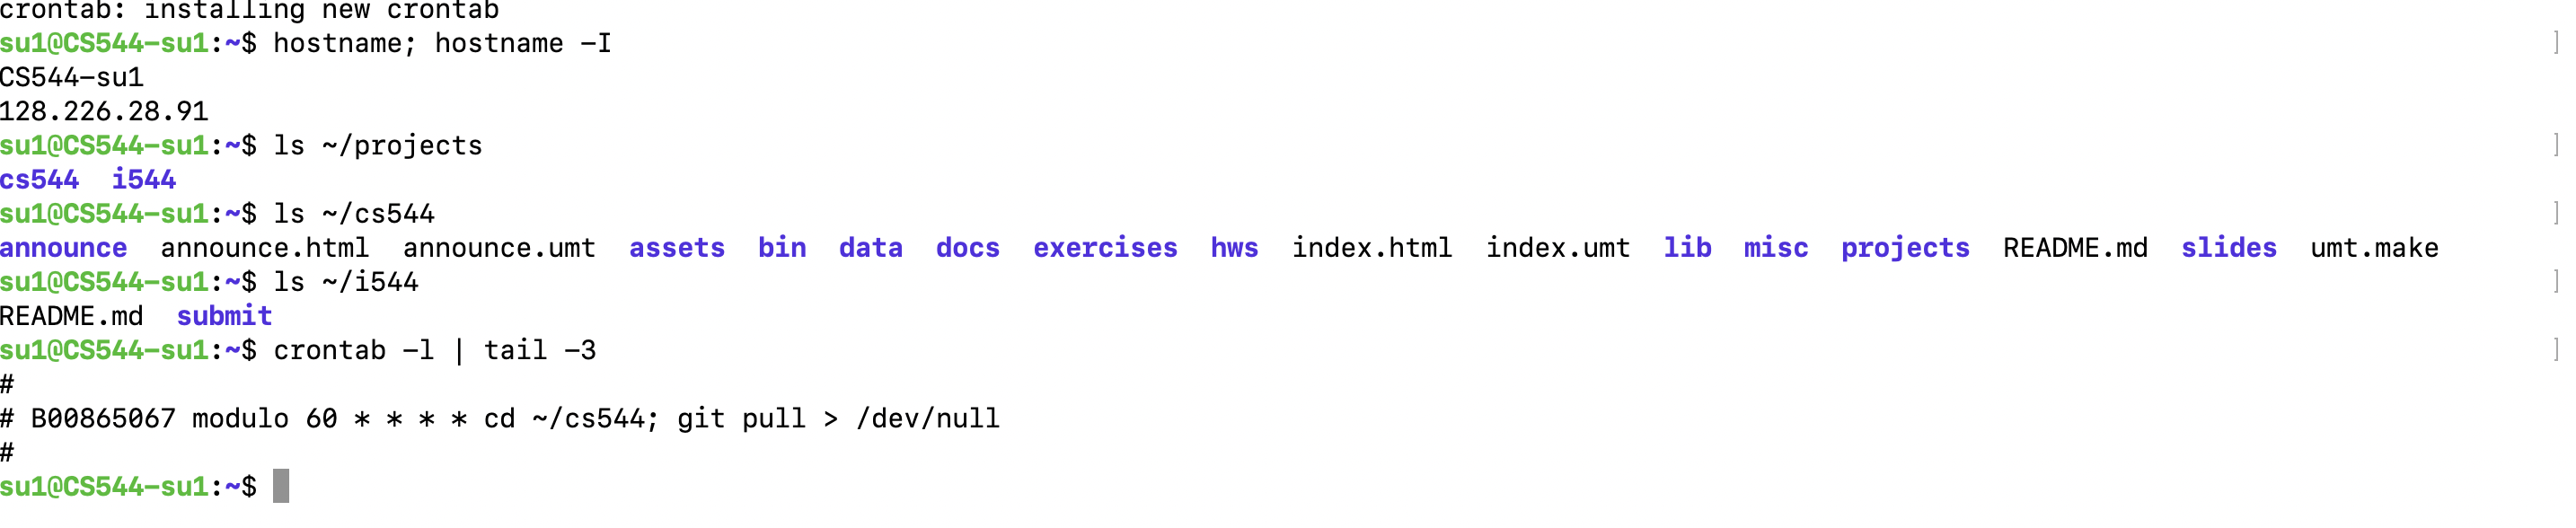 crontab: installing new crontab
su1@CS544-su1:~$ hostname; hostname -I
CS544-su1
128.226.28.91
su1@CS544-su1:~$ ls ~/projects
cs544  i544
su1@CS544-su1:~$ ls ~/cs544
announce  announce.html  announce.umt  assets  bin  data  docs  exercises  hws  index.html  index.umt  lib  misc  projects  README.md  slides  umt.make
su1@CS544-su1:~$ ls ~/i544
README.md  submit
su1@CS544-su1:~$ crontab -l | tail -3
#
# B00865067 modulo 60 * * * * cd ~/cs544; git pull > /dev/null
#
su1@CS544-su1:~$